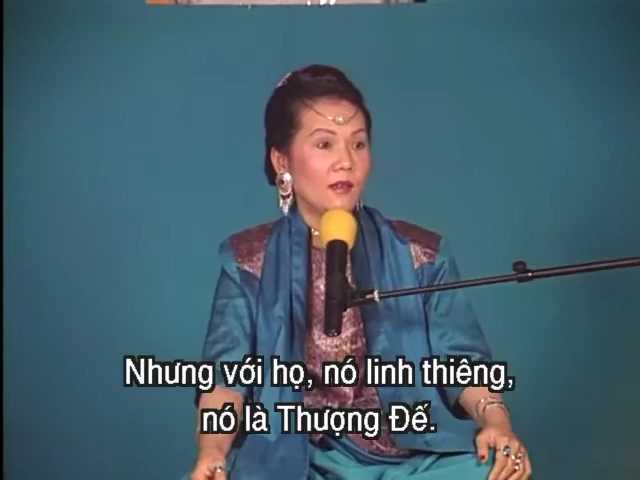 Nhưng với họ, nó linh thiêng,
nó là Thượng Đế.